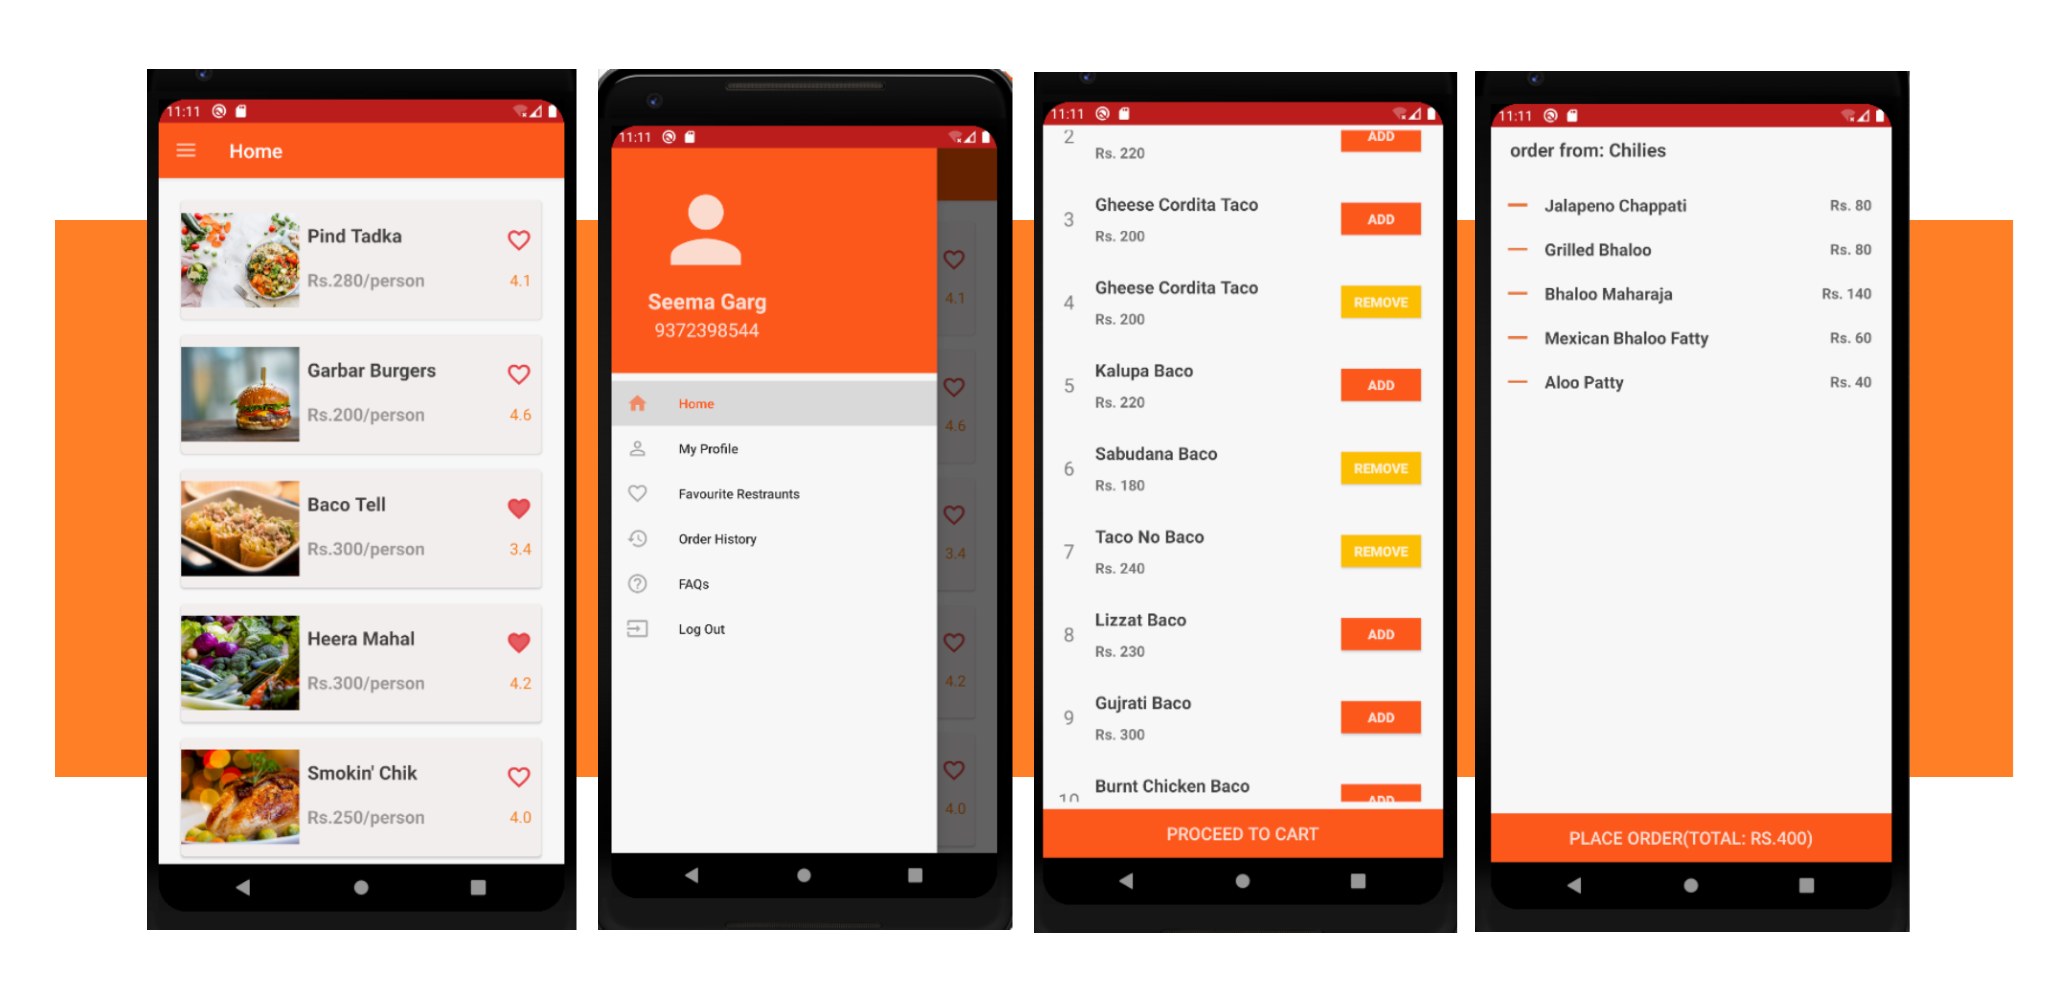 11:11
Home
Pind Tadka
Rs.280/person
4.1
Garbar Burgers
Rs.200/person
4.6
Baco Tell
Rs.300/person
3.4
Heera Mahal
Rs.300/person
4.2
Smokin' Chik
Rs.250/person
4.0
11:11
Seema Garg
9372398544
Home
My Profile
Favourite Restraunts
Order History
FAQs
Log Out
4.1
4.6
3.4
4.2
4.0
11:11
2
Rs. 220
ADD
3
Gheese Cordita Taco
Rs. 200
ADD
4
Gheese Cordita Taco
Rs. 200
REMOVE
5
Kalupa Baco
Rs. 220
ADD
6
Sabudana Baco
Rs. 180
REMOVE
7
Taco No Baco
Rs. 240
REMOVE
8
Lizzat Baco
Rs. 230
ADD
9
Gujrati Baco
Rs. 300
ADD
10
Burnt Chicken Baco
ADD
PROCEED TO CART
11:11
order from: Chilies
Jalapeno Chappati Rs. 80
Grilled Bhaloo Rs. 80
Bhaloo Maharaja Rs. 140
Mexican Bhaloo Fatty Rs. 60
Aloo Patty Rs. 40
PLACE ORDER(TOTAL: RS.400)